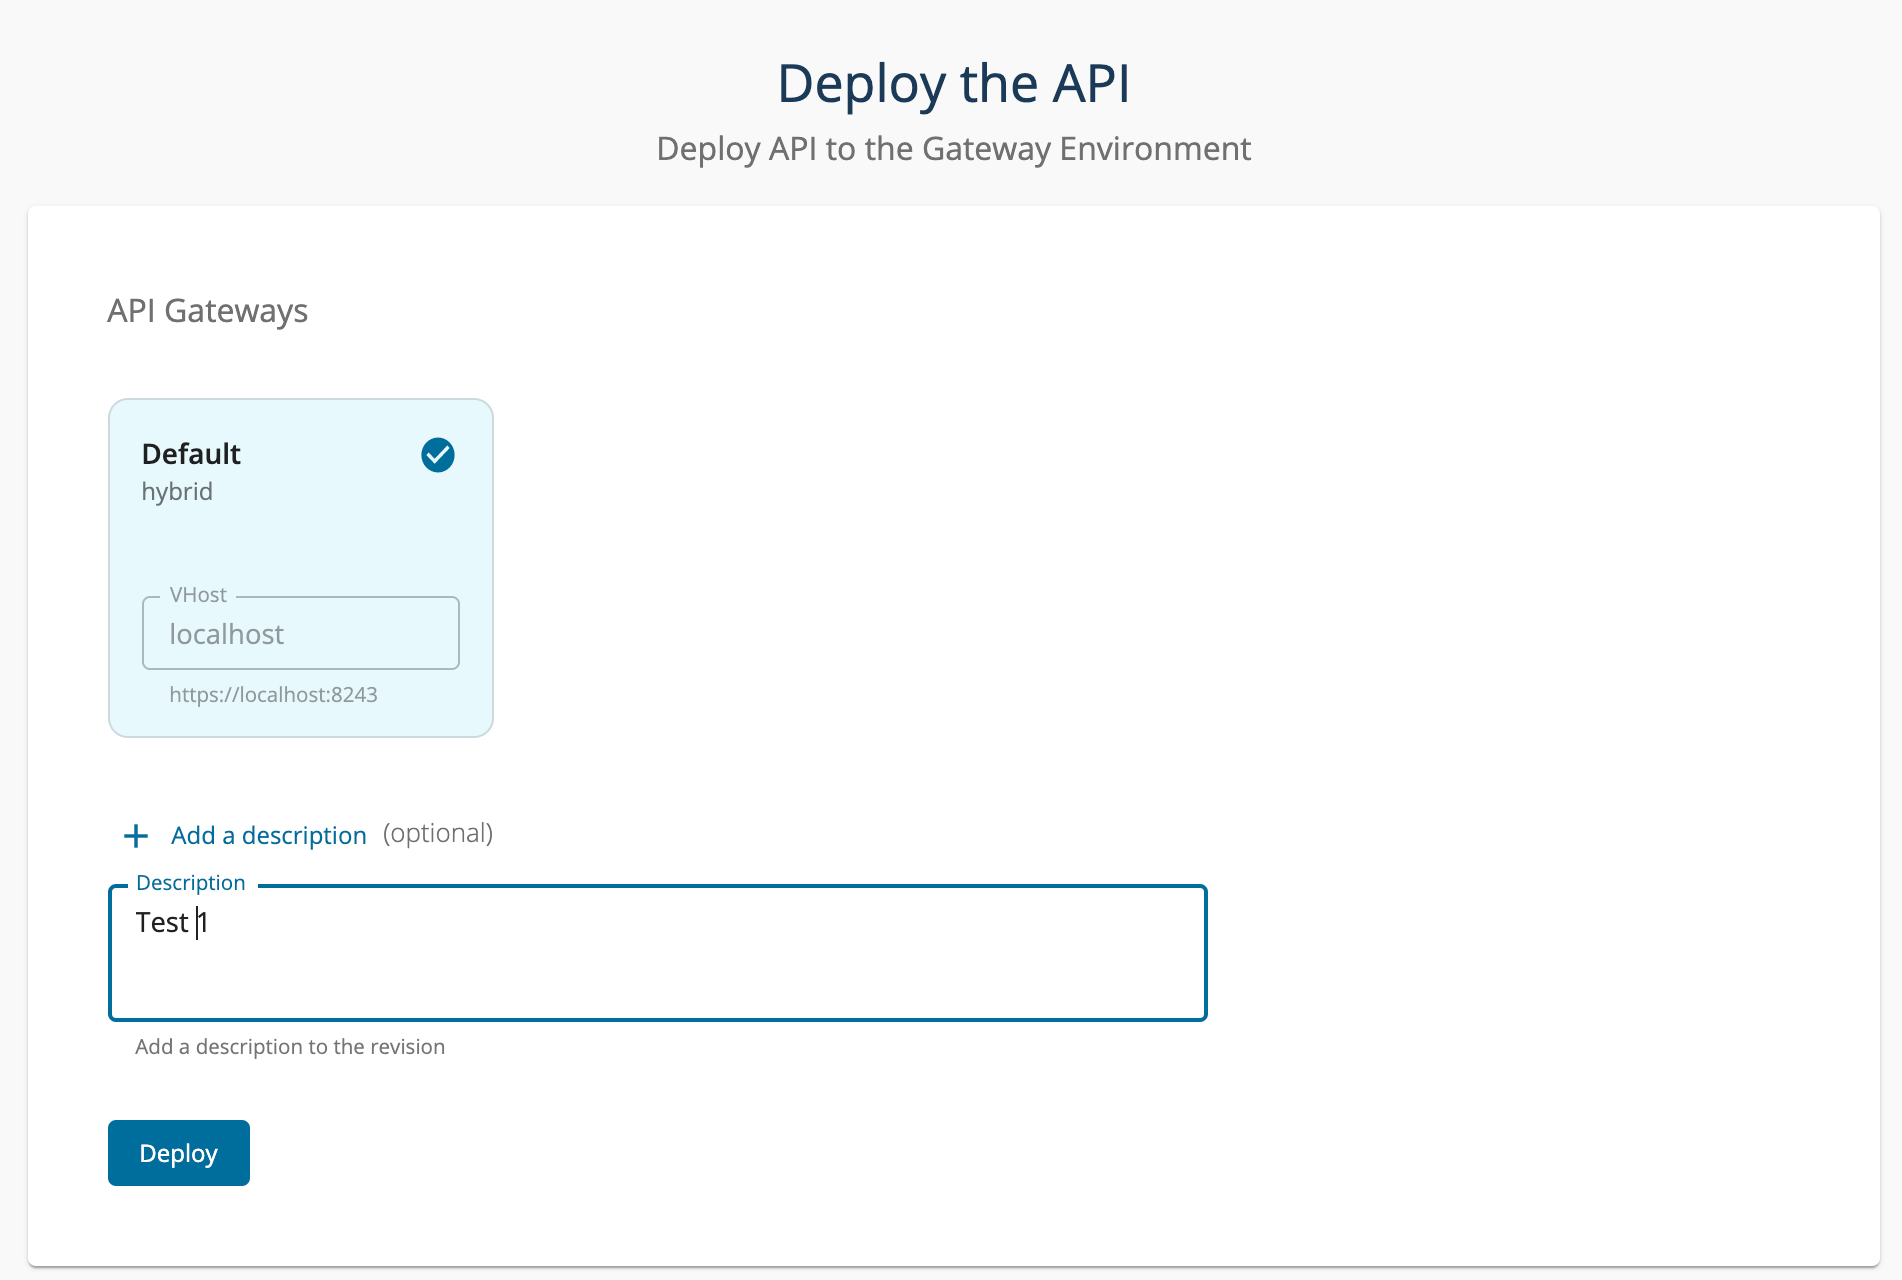 Deploy the API
Deploy API to the Gateway Environment
API Gateways
Default
hybrid
VHost
localhost
https://localhost:8243
Add a description (optional)
Description
Test 1
Add a description to the revision
Deploy